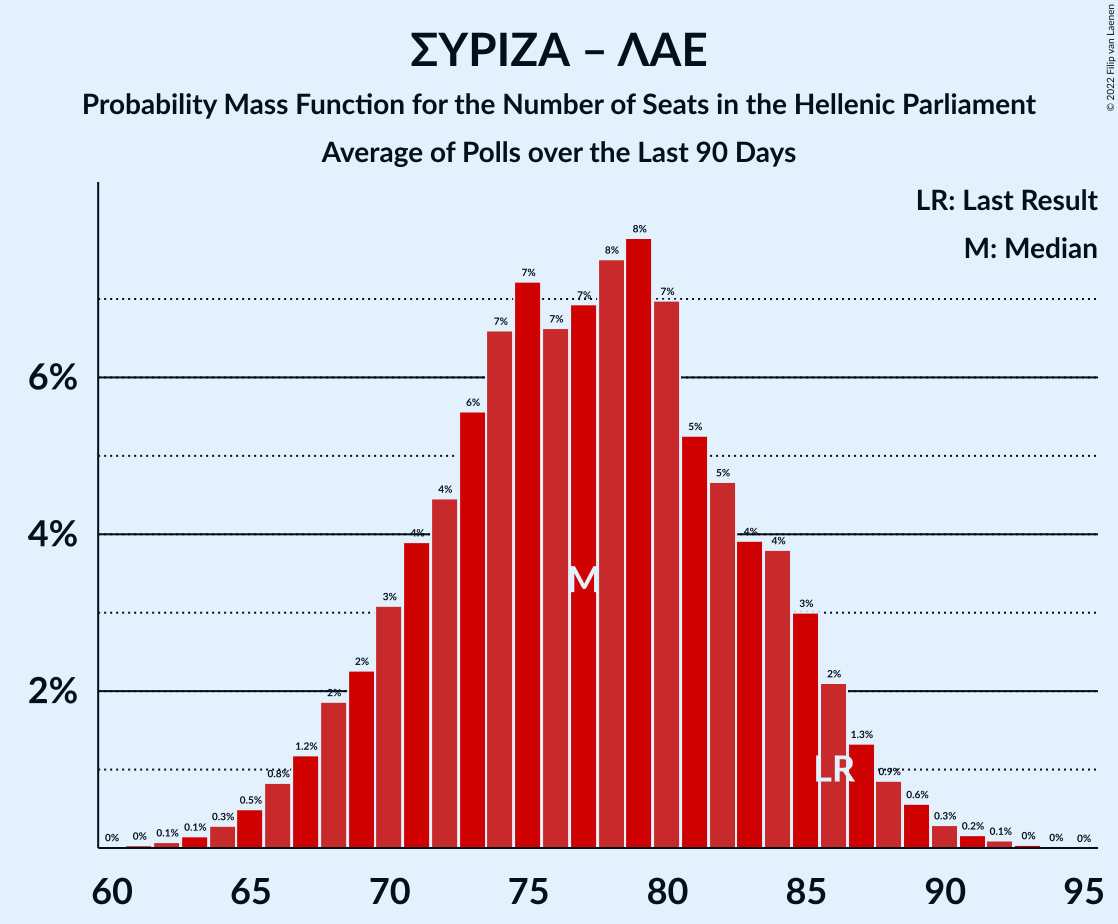 ΣΥΡΙΖΑ – ΛΑΕ
Probability Mass Function for the Number of Seats in the Hellenic Parliament
Average of Polls over the Last 90 Days
© 2022 Filip van Laenen
LR: Last Result
M: Median
6%
4%
2%
0% 0% 0.1% 0.1% 0.3% 0.5% 0.8% 1.2% 2% 2% 3% 4% 4% 6% 7% 7% 7% 7% 8% 8% 7% 5% 5% 4% 4% 3% 2% 1.3% 0.9% 0.6% 0.3% 0.2% 0.1% 0% 0% 0%
M
LR
60 65 70 75 80 85 90 95